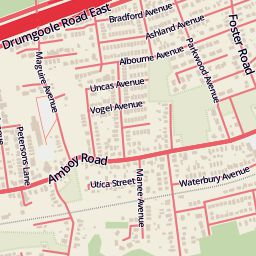 Drumgoole Road East
Bradford Avenue
Ashland Avenue
Foster Road
Albourne Avenue
Parkwood Avenue
Maguire Avenue
Uncas Avenue
Vogel Avenue
Petersons Lane
Amboy Road
Utica Street
Manee Avenue
Waterbury Avenue